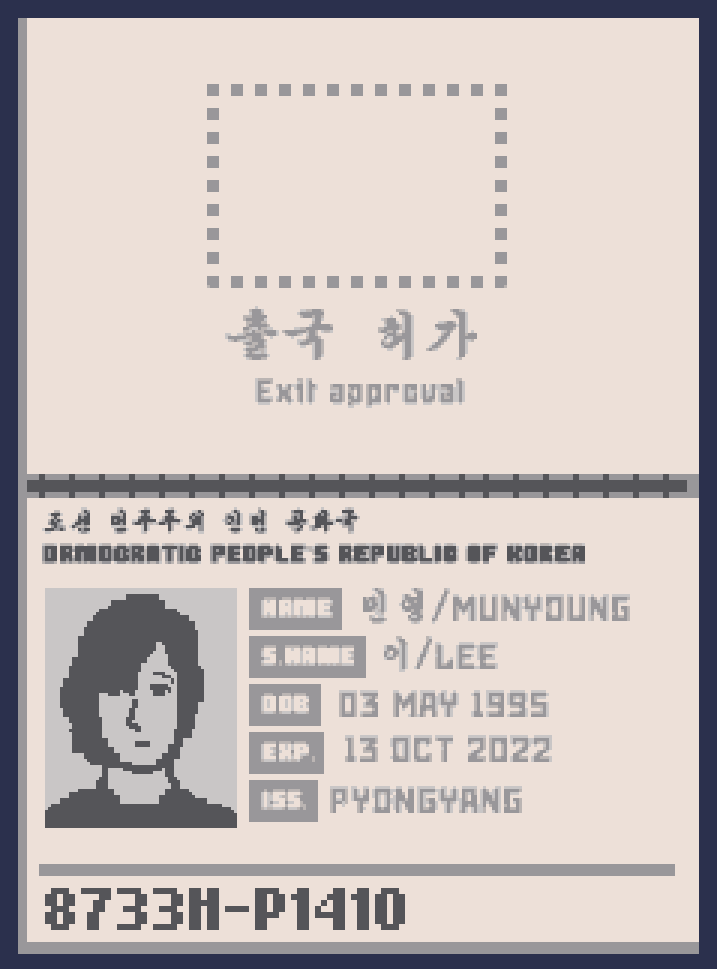 출국 허가
Exit approval
조선 민주주의 인민 공화국
DRMOCRATIC PEOPLE'S REPUBLIC OF KOREA
NAME 민영/MUNYOUNG
S.NAME 이/LEE
DOB 03 MAY 1995
EXP. 13 OCT 2022
ISS. PYONGYANG
8733H-P1410